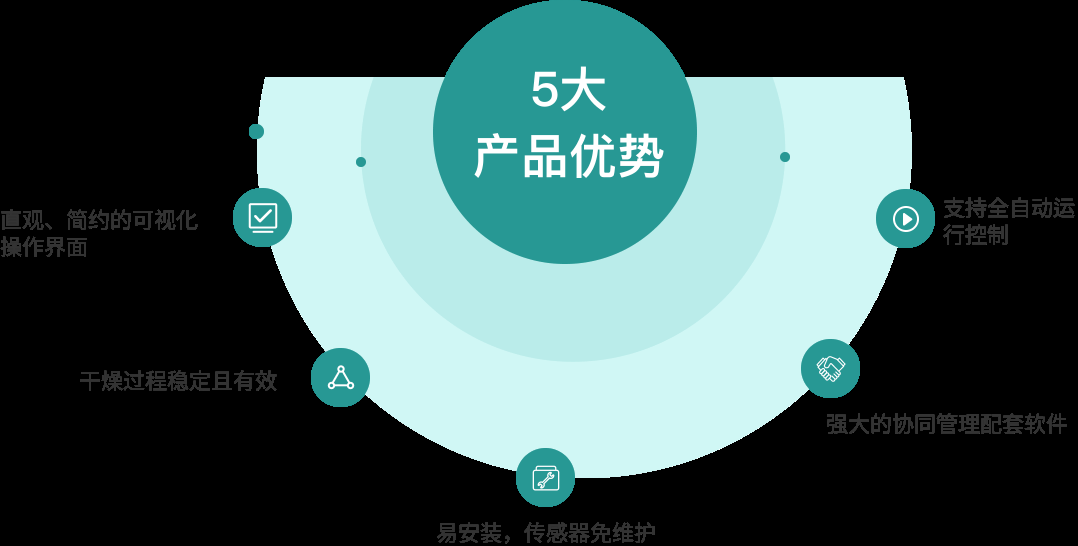 5大
产品优势
直观、简约的可视化
操作界面
支持全自动运
行控制
干燥过程稳定且有效
强大的协同管理配套软件
易安装，传感器免维护